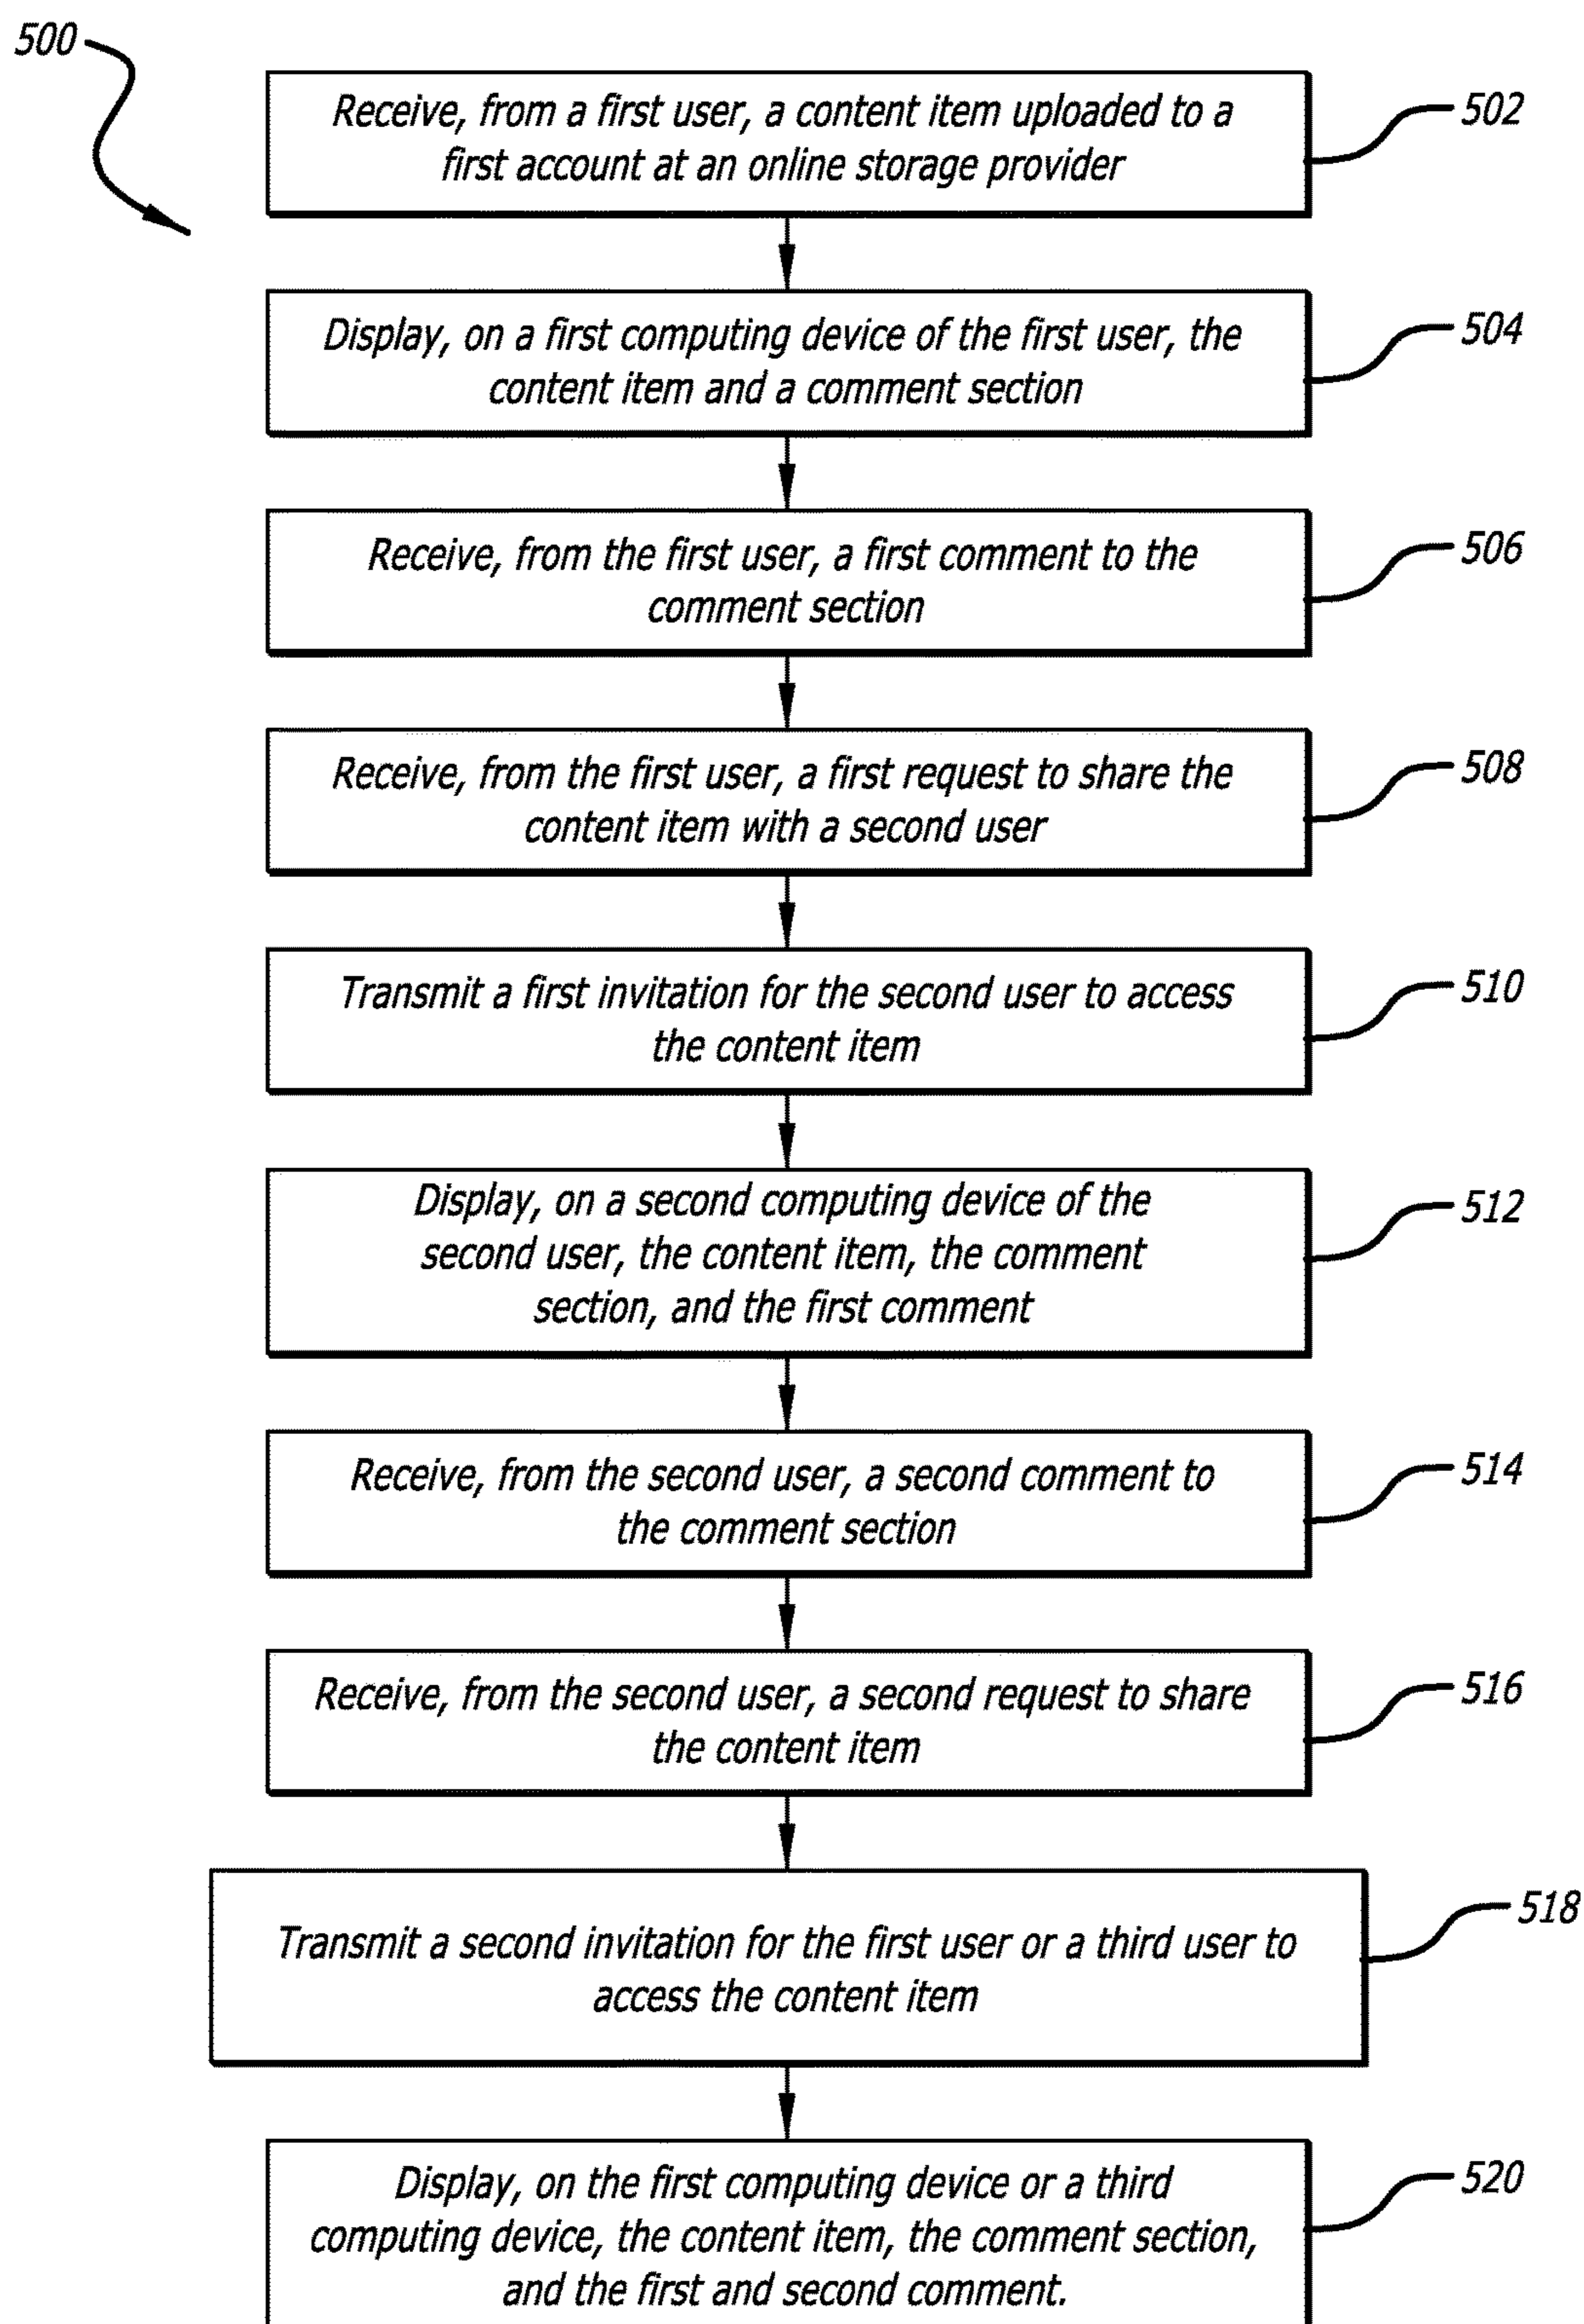 500
Receive, from a first user, a content item uploaded to a
first account at an online storage provider
502
Display, on a first computing device of the first user, the
content item and a comment section
504
Receive, from the first user, a first comment to the
comment section
506
Receive, from the first user, a first request to share the
content item with a second user
508
Transmit a first invitation for the second user to access
the content item
510
Display, on a second computing device of the
second user, the content item, the comment
section, and the first comment
512
Receive, from the second user, a second comment to
the comment section
514
Receive, from the second user, a second request to share
the content item
516
Transmit a second invitation for the first user or a third user to
access the content item
518
Display, on the first computing device or a third
computing device, the content item, the comment section,
and the first and second comment.
520